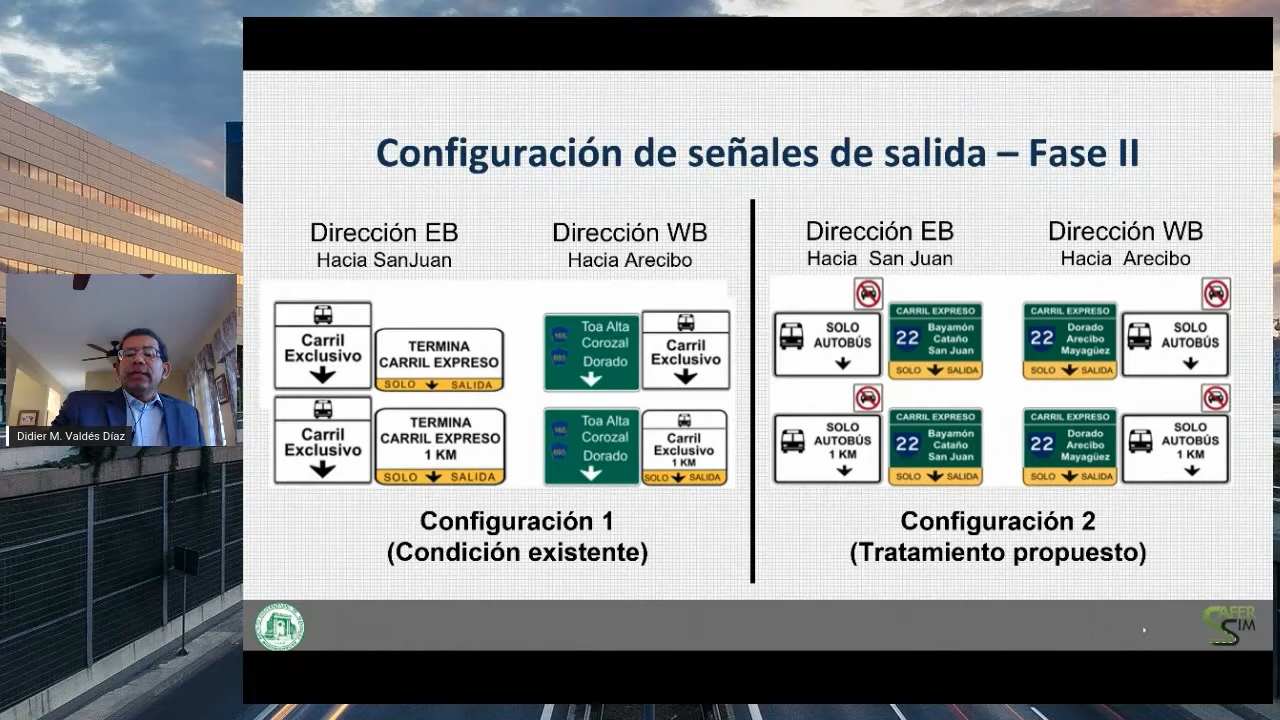 Configuración de señales de salida – Fase II
Dirección EB
Hacia SanJuan
Dirección WB
Hacia Arecibo
Carril
Exclusivo
TERMINA
CARRIL EXPRESO
SOLO SALIDA
Toa Alta
Corozal
Dorado
Carril
Exclusivo
Carril
Exclusivo
TERMINA
CARRIL EXPRESO
1 KM
SOLO SALIDA
Toa Alta
Corozal
Dorado
Carril
Exclusivo
1 KM
SOLO SALIDA
Configuración 1
(Condición existente)
Dirección EB
Hacia San Juan
Dirección WB
Hacia Arecibo
SOLO
AUTOBÚS
CARRIL EXPRESO
22
Bayamón
Cataño
San Juan
SOLO SALIDA
CARRIL EXPRESO
22
Dorado
Arecibo
Mayagüez
SOLO SALIDA
SOLO
AUTOBÚS
SOLO
AUTOBÚS
1 KM
CARRIL EXPRESO
22
Bayamón
Cataño
San Juan
SOLO SALIDA
CARRIL EXPRESO
22
Dorado
Arecibo
Mayagüez
SOLO SALIDA
SOLO
AUTOBÚS
1 KM
Configuración 2
(Tratamiento propuesto)
Didier M. Valdés Díaz
SAFER
SIM